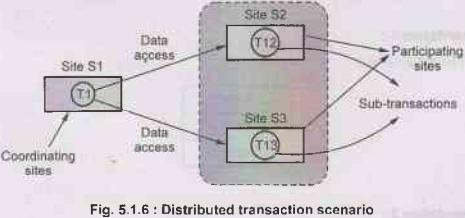 Site S2
Data
access
T12
Participating
sites
Site S1
T1
Sub-transactions
Site S3
Data
access
T13
Coordinating
sites
Fig. 5.1.6 : Distributed transaction scenario